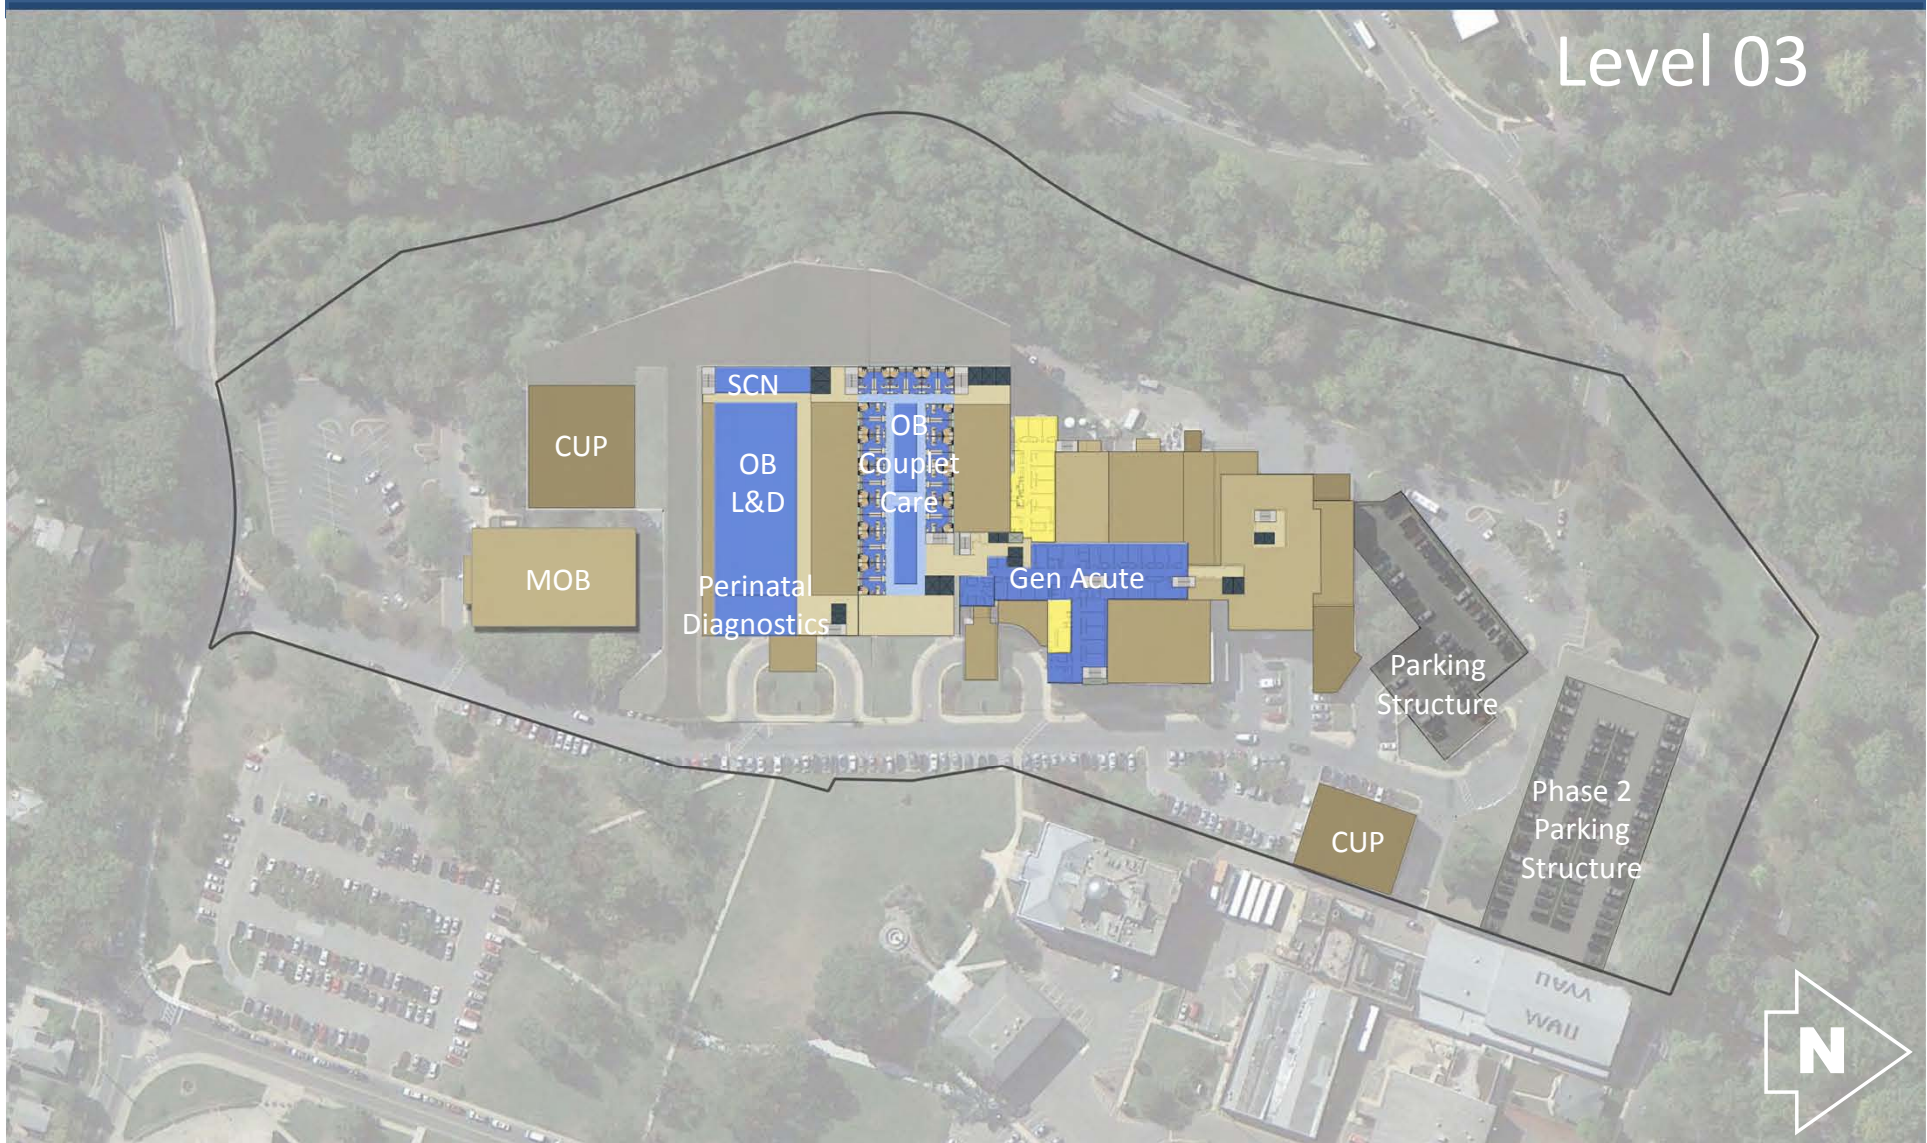 Level 03
SCN
OB
L&D
Perinatal
Diagnostics
OB
Couplet
Care
CUP
MOB
Gen Acute
Parking
Structure
Phase 2
Parking
Structure
CUP
N